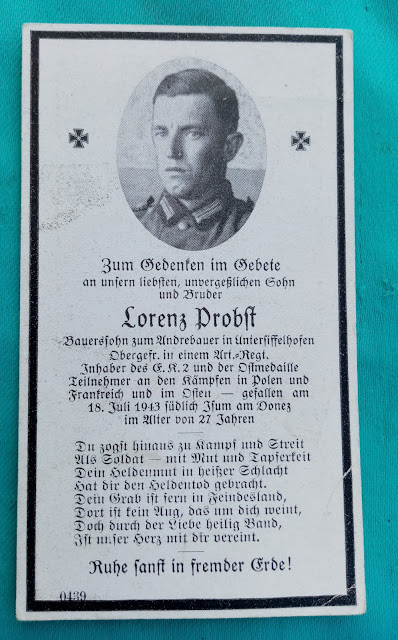 Zum Gedenken im Gebete
an unsern liebsten, unvergeßlichen Sohn
und Bruder
Lorenz Probst
Bauerssohn zum Andrebauer in Untersiffelhofen
Obergefr. in einem Art.-Regt.
Inhaber des E. K. 2 und der Ostmedaille
Teilnehmer an den Kämpfen in Polen und
Frankreich und im Osten — gefallen am
18. Juli 1943 südlich Isum am Donez
im Alter von 27 Jahren
Du zogst hinaus zu Kampf und Streit
Als Soldat — mit Mut und Tapferkeit
Dein Heldenmut in heißer Schlacht
Hat dir den Heldentod gebracht.
Dein Grab ist fern in Feindesland,
Dort ist kein Aug, das um dich weint,
Doch durch der Liebe heilig Band,
Ist unser Herz mit dir vereint.
Ruhe sanft in fremder Erde!
0439